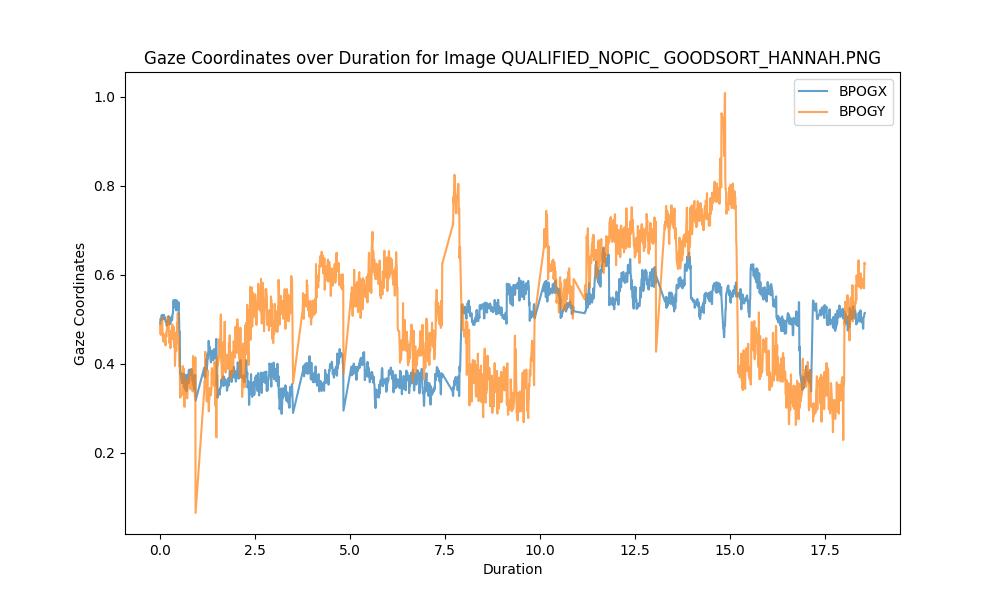 Gaze Coordinates over Duration for Image QUALIFIED_NOPIC_ GOODSORT_HANNAH.PNG
BPOGX
BPOGY
1.0
0.8
0.6
0.4
0.2
Gaze Coordinates
0.0 2.5 5.0 7.5 10.0 12.5 15.0 17.5
Duration